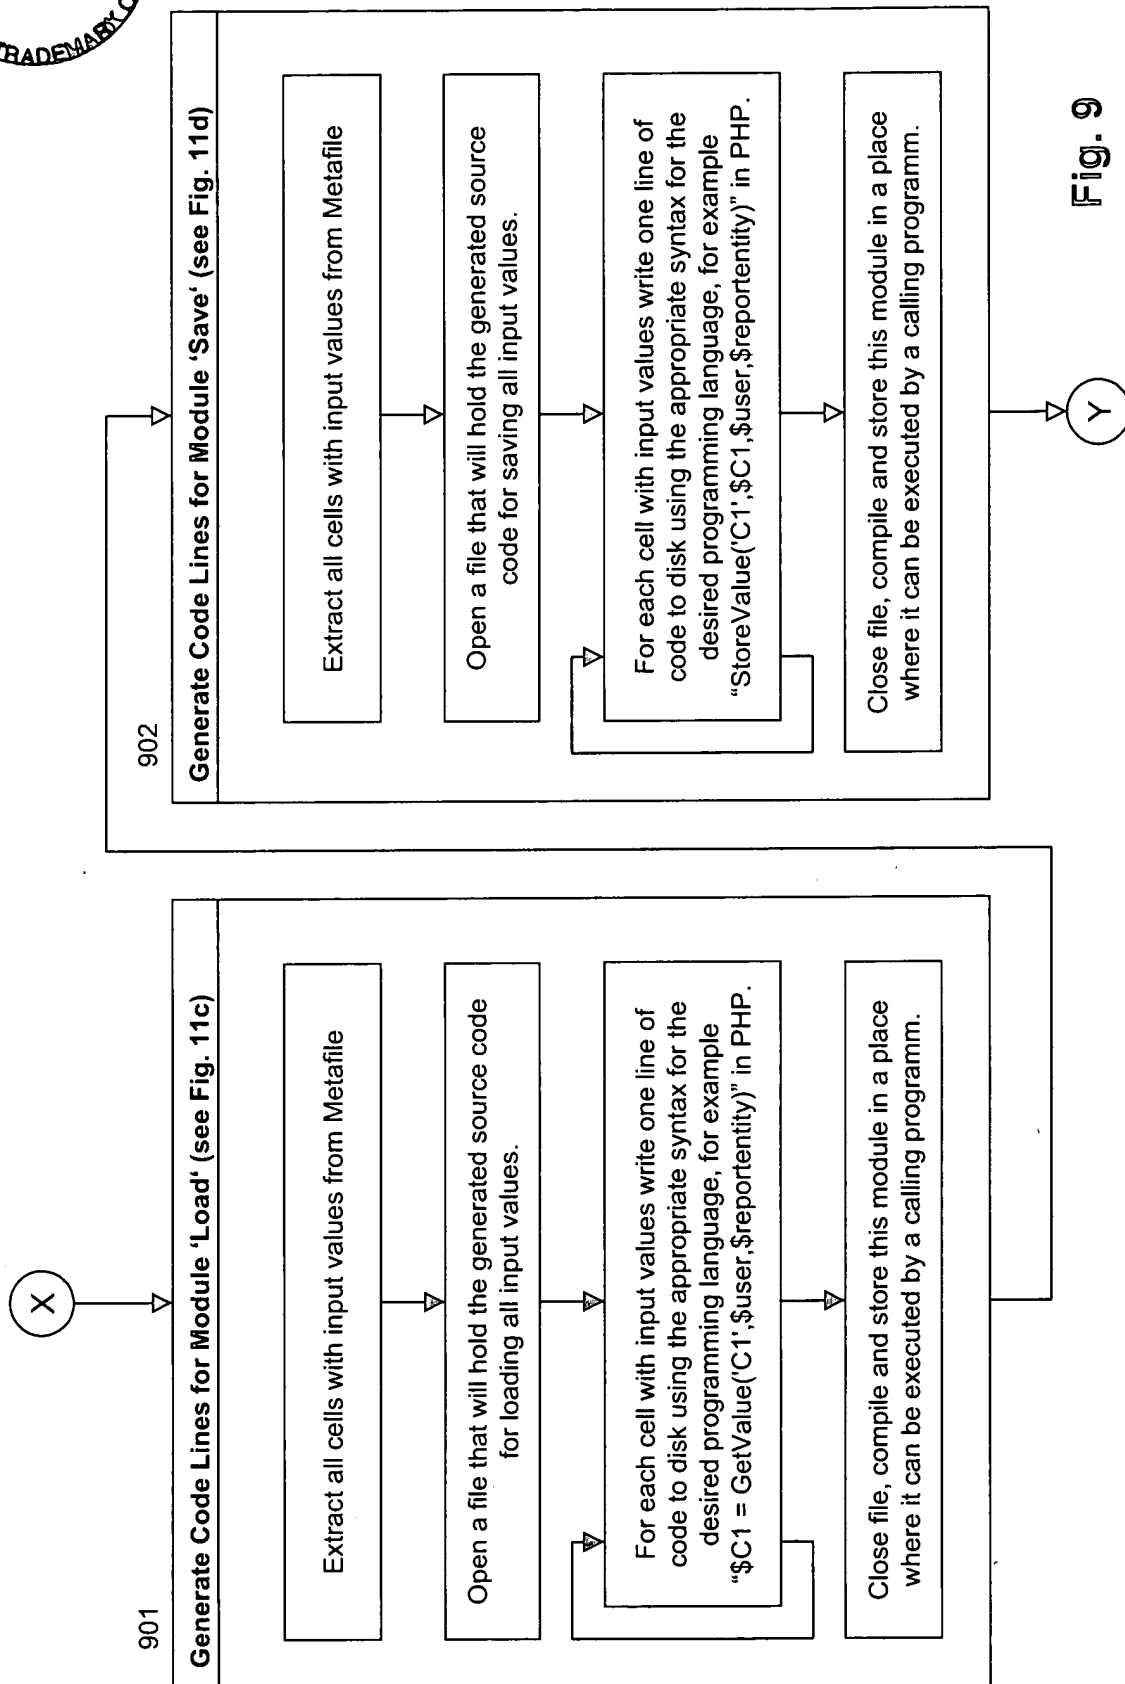 TRADEMARK
X
901
Generate Code Lines for Module ‘Load‘ (see Fig. 11c)
Extract all cells with input values from Metafile
Open a file that will hold the generated source code
for loading all input values.
For each cell with input values write one line of
code to disk using the appropriate syntax for the
desired programming language, for example
“$C1 = GetValue('C1',$user,$reportentity)” in PHP.
Close file, compile and store this module in a place
where it can be executed by a calling programm.
902
Generate Code Lines for Module ‘Save‘ (see Fig. 11d)
Extract all cells with input values from Metafile
Open a file that will hold the generated source
code for saving all input values.
For each cell with input values write one line of
code to disk using the appropriate syntax for the
desired programming language, for example
“StoreValue('C1',$C1,$user,$reportentity)” in PHP.
Close file, compile and store this module in a place
where it can be executed by a calling programm.
Y
Fig. 9